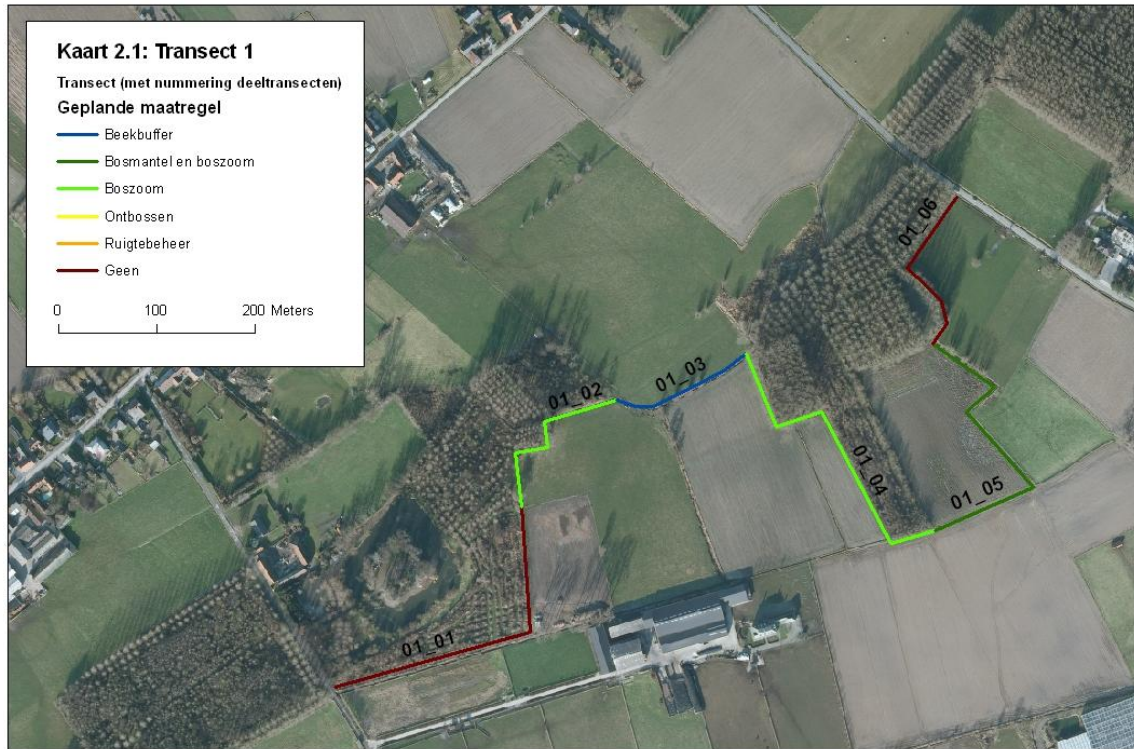 Kaart 2.1: Transect 1
Transect (met nummering deeltransecten)
Geplande maatregel
Beekbuffer
Bosmantel en boszoom
Boszoom
Ontbossen
Ruigtebeheer
Geen
0 100 200 Meters
01_06
01_03
01_02
01_04
01_05
01_01